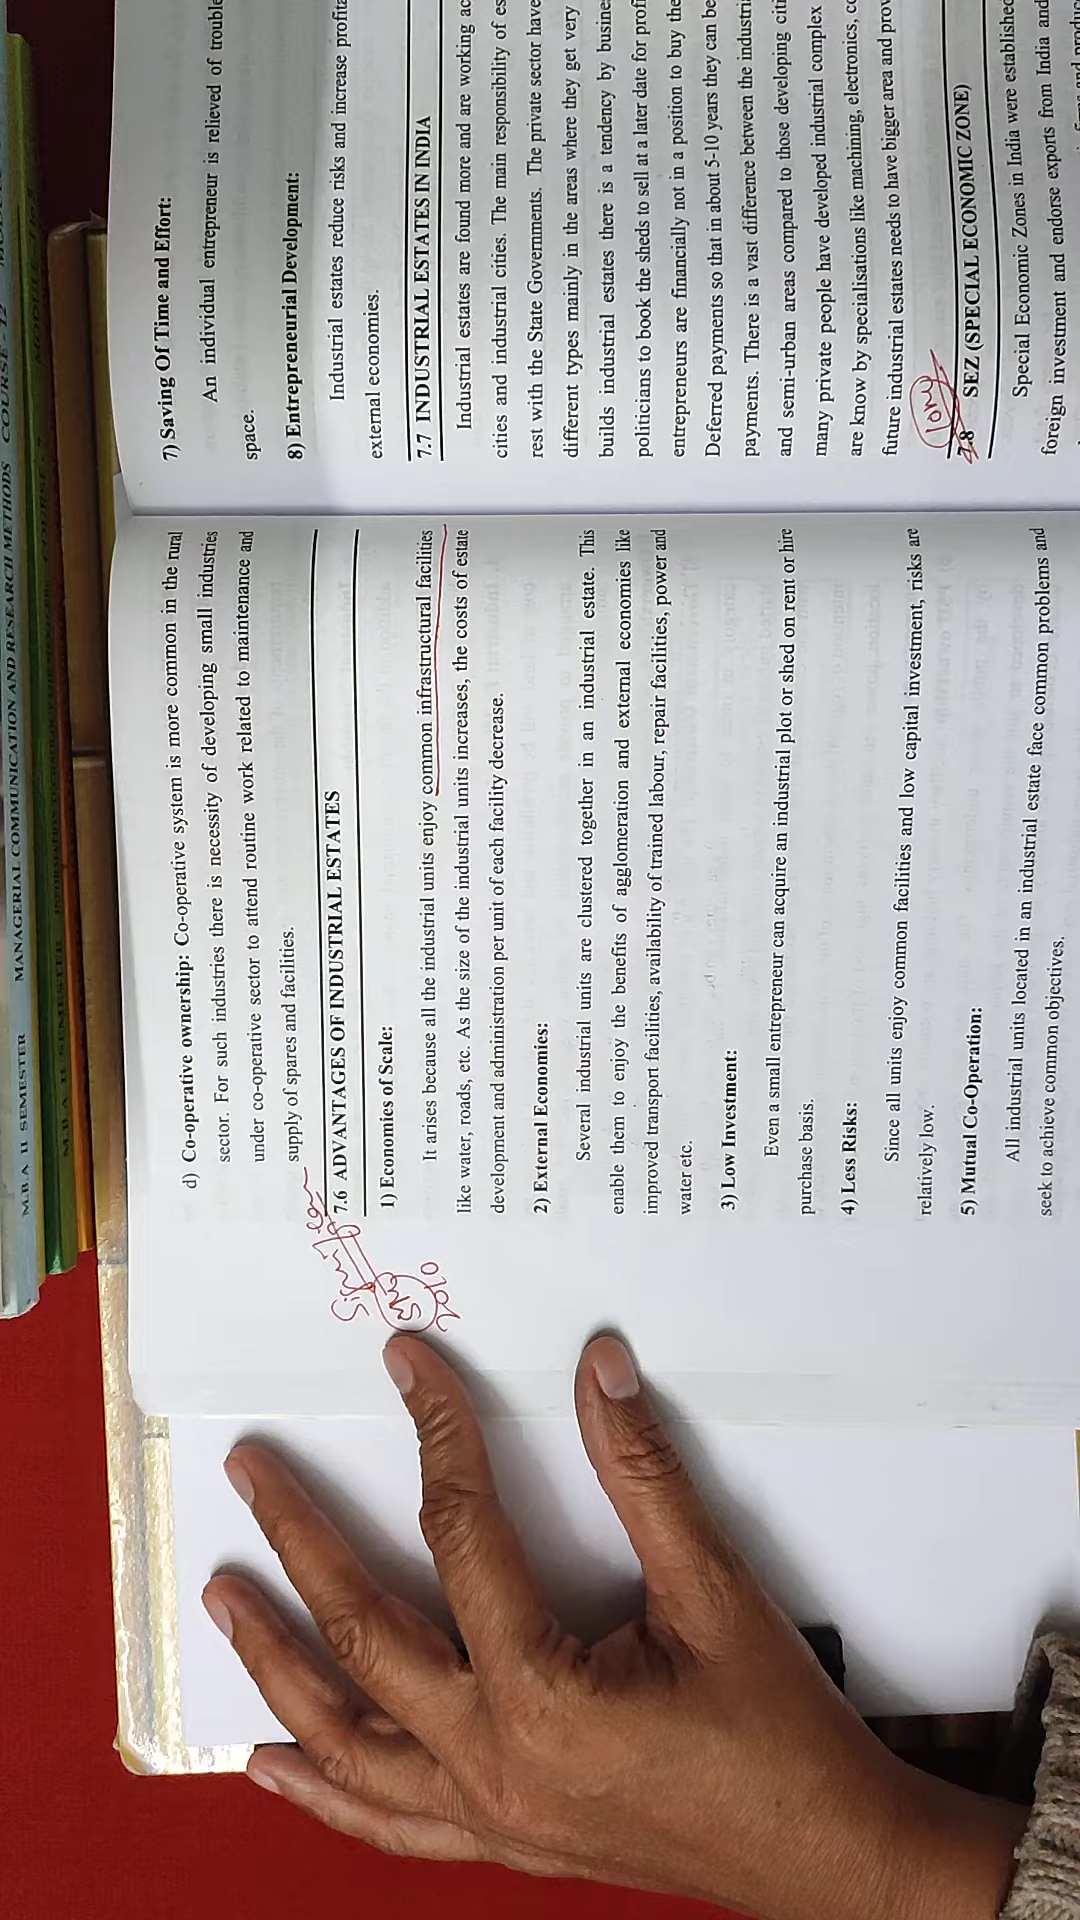 M.B.A II SEMESTER MANAGERIAL COMMUNICATION AND RESEARCH METHODS COURSE - 12
M.B.A II SEMESTER
d) Co-operative ownership: Co-operative system is more common in the rural
sector. For such industries there is necessity of developing small industries
under co-operative sector to attend routine work related to maintenance and
supply of spares and facilities.
7.6 ADVANTAGES OF INDUSTRIAL ESTATES
2010
1) Economies of Scale:
It arises because all the industrial units enjoy common infrastructural facilities
like water, roads, etc. As the size of the industrial units increases, the costs of estate
development and administration per unit of each facility decrease.
2) External Economies:
Several industrial units are clustered together in an industrial estate. This
enable them to enjoy the benefits of agglomeration and external economies like
improved transport facilities, availability of trained labour, repair facilities, power and
water etc.
3) Low Investment:
Even a small entrepreneur can acquire an industrial plot or shed on rent or hire
purchase basis.
4) Less Risks:
Since all units enjoy common facilities and low capital investment, risks are
relatively low.
5) Mutual Co-Operation:
All industrial units located in an industrial estate face common problems and
seek to achieve common objectives.
7) Saving Of Time and Effort:
An individual entrepreneur is relieved of trouble
space.
8) Entrepreneurial Development:
Industrial estates reduce risks and increase profita
external economies.
7.7 INDUSTRIAL ESTATES IN INDIA
Industrial estates are found more and are working ac
cities and industrial cities. The main responsibility of es
rest with the State Governments. The private sector have
different types mainly in the areas where they get very
builds industrial estates there is a tendency by busine
politicians to book the sheds to sell at a later date for prof
entrepreneurs are financially not in a position to buy the
Deferred payments so that in about 5-10 years they can be
payments. There is a vast difference between the industri
and semi-urban areas compared to those developing citi
many private people have developed industrial complex
are know by specialisations like machining, electronics, co
future industrial estates needs to have bigger area and prov
10m
7.8 SEZ (SPECIAL ECONOMIC ZONE)
Special Economic Zones in India were established
foreign investment and endorse exports from India and